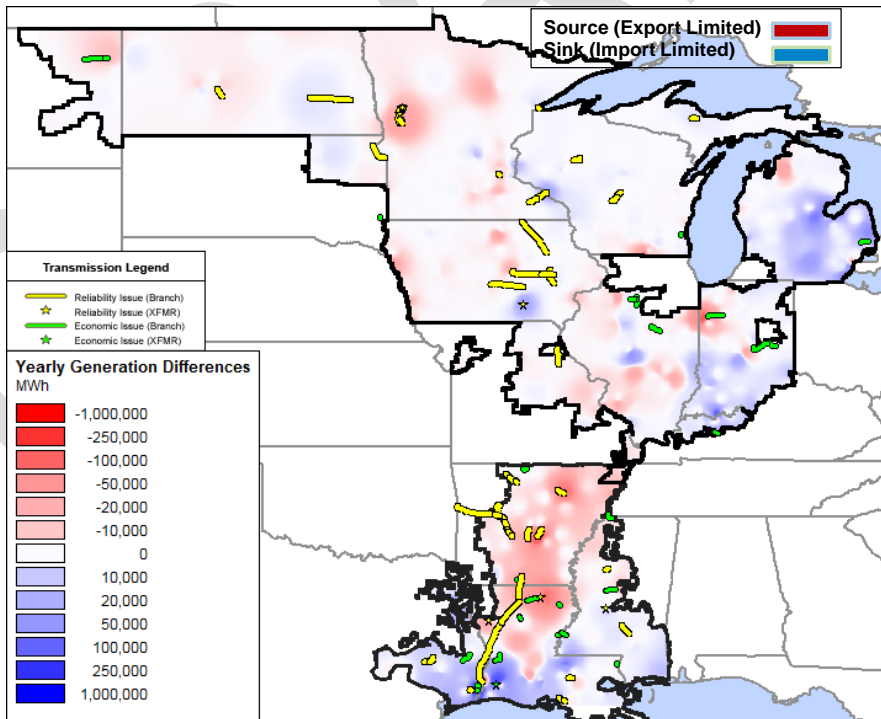 Source (Export Limited)
Sink (Import Limited)
Transmission Legend
Reliability Issue (Branch)
Reliability Issue (XFMR)
Economic Issue (Branch)
Economic Issue (XFMR)
Yearly Generation Differences
MWh
-1,000,000
-250,000
-100,000
-50,000
-20,000
-10,000
0
10,000
20,000
50,000
100,000
250,000
1,000,000